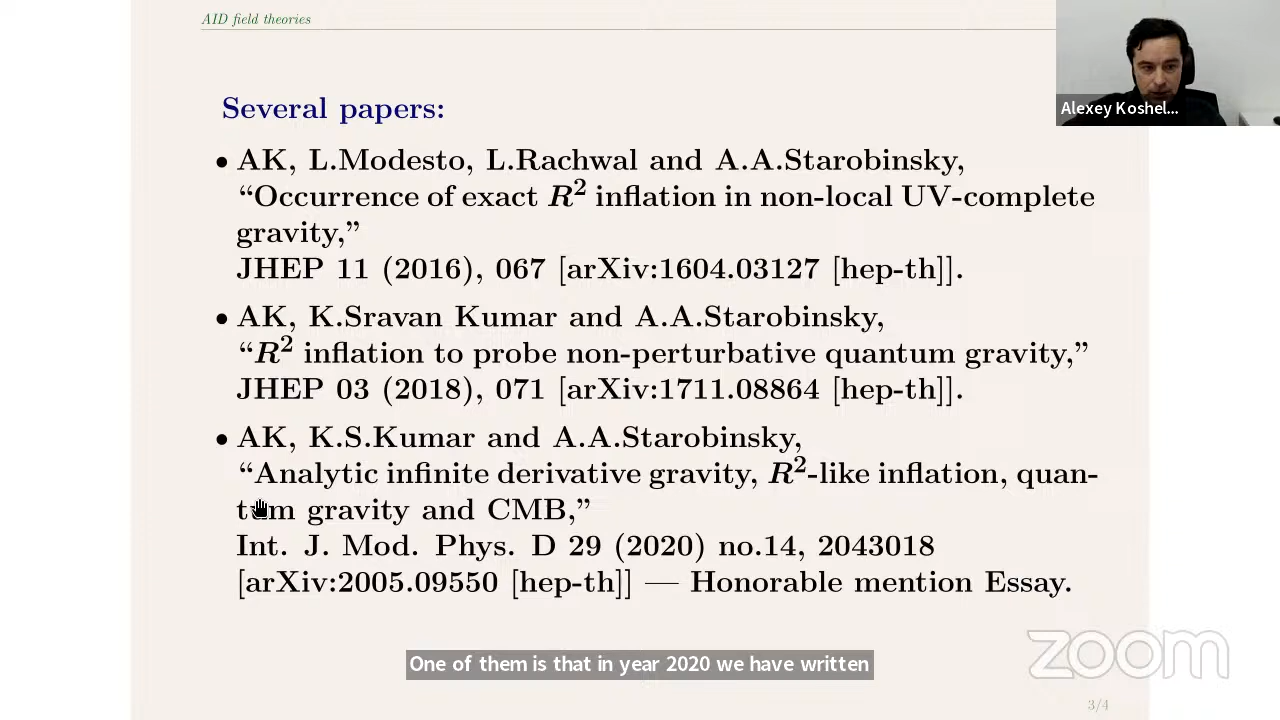 AID field theories
Alexey Koshel...
Several papers:
• AK, L.Modesto, L.Rachwal and A.A.Starobinsky,
“Occurrence of exact R² inflation in non-local UV-complete
gravity,”
JHEP 11 (2016), 067 [arXiv:1604.03127 [hep-th]].
• AK, K.Sravan Kumar and A.A.Starobinsky,
“R² inflation to probe non-perturbative quantum gravity,”
JHEP 03 (2018), 071 [arXiv:1711.08864 [hep-th]].
• AK, K.S.Kumar and A.A.Starobinsky,
“Analytic infinite derivative gravity, R²-like inflation, quan-
tum gravity and CMB,”
Int. J. Mod. Phys. D 29 (2020) no.14, 2043018
[arXiv:2005.09550 [hep-th]] — Honorable mention Essay.
One of them is that in year 2020 we have written
zoom
3/4